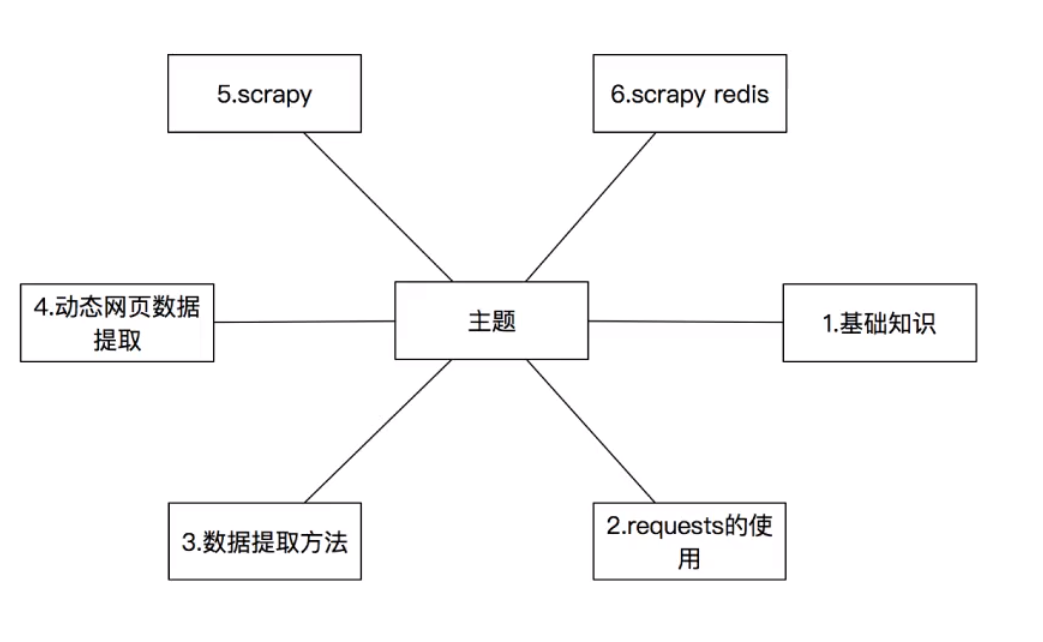 5.scrapy
6.scrapy redis
4.动态网页数据
提取
主题
1.基础知识
3.数据提取方法
2.requests的使
用